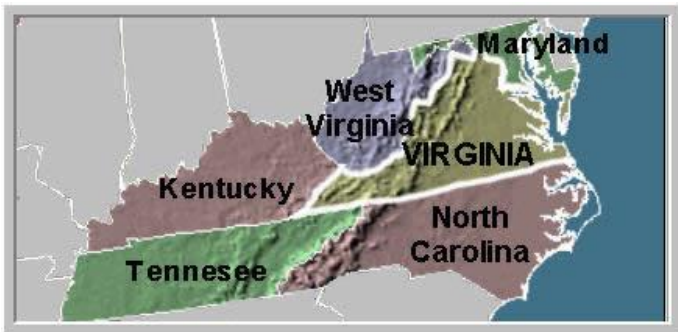 Maryland
West
Virginia
VIRGINIA
Kentucky
North
Carolina
Tennesee